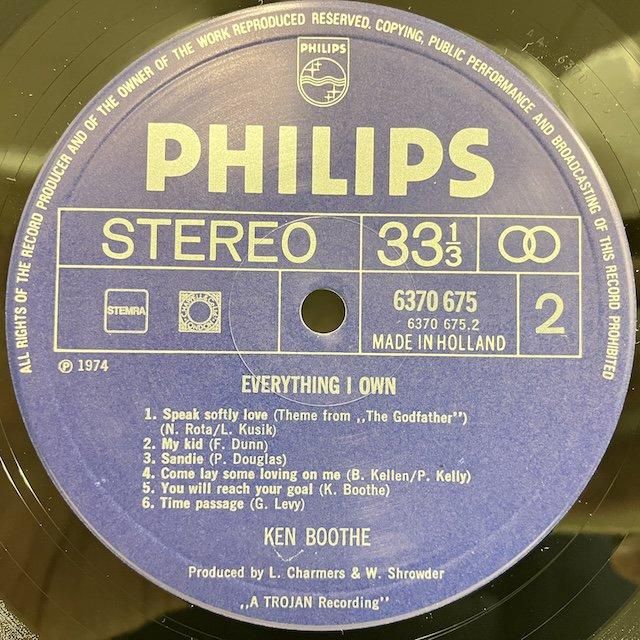 ALL RIGHTS OF THE RECORD PRODUCER AND OF THE OWNER OF THE WORK REPRODUCED RESERVED. COPYING, PUBLIC PERFORMANCE AND BROADCASTING OF THIS RECORD PROHIBITED
PHILIPS
PHILIPS
STEREO 33⅓
STEMRA 6370 675 2
6370 675.2
MADE IN HOLLAND
℗ 1974
EVERYTHING I OWN
1. Speak softly love (Theme from „The Godfather")
(N. Rota/L. Kusik)
2. My kid (F. Dunn)
3. Sandie (P. Douglas)
4. Come lay some loving on me (B. Kellen/P. Kelly)
5. You will reach your goal (K. Boothe)
6. Time passage (G. Levy)
KEN BOOTHE
Produced by L. Charmers & W. Shrowder
„A TROJAN Recording"